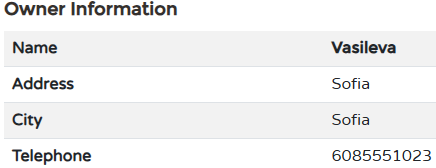 Owner Information
Name Vasileva
Address Sofia
City Sofia
Telephone 6085551023